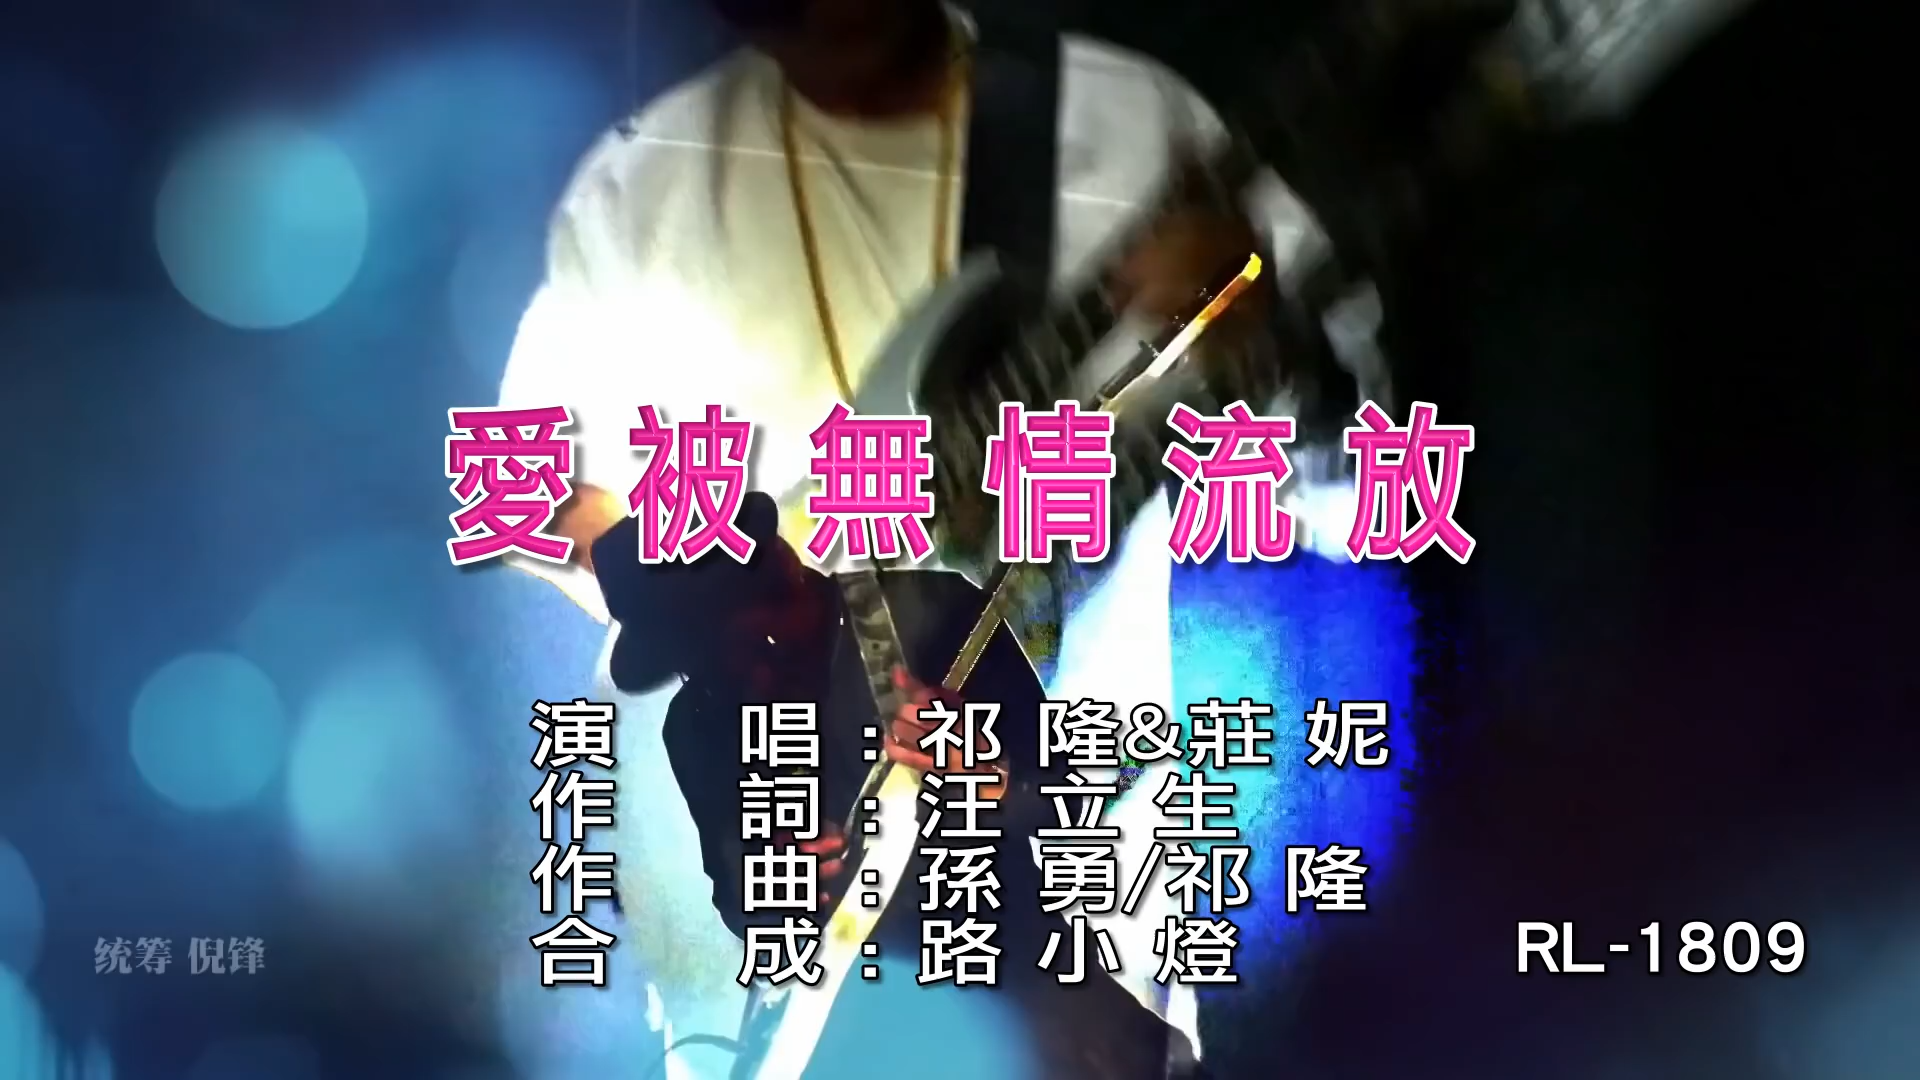 愛被無情流放
演 唱：祁 隆&莊 妮
作 詞：汪 立 生
作 曲：孫 勇/祁 隆
合 成：路 小 燈
统筹 倪锋
RL-1809